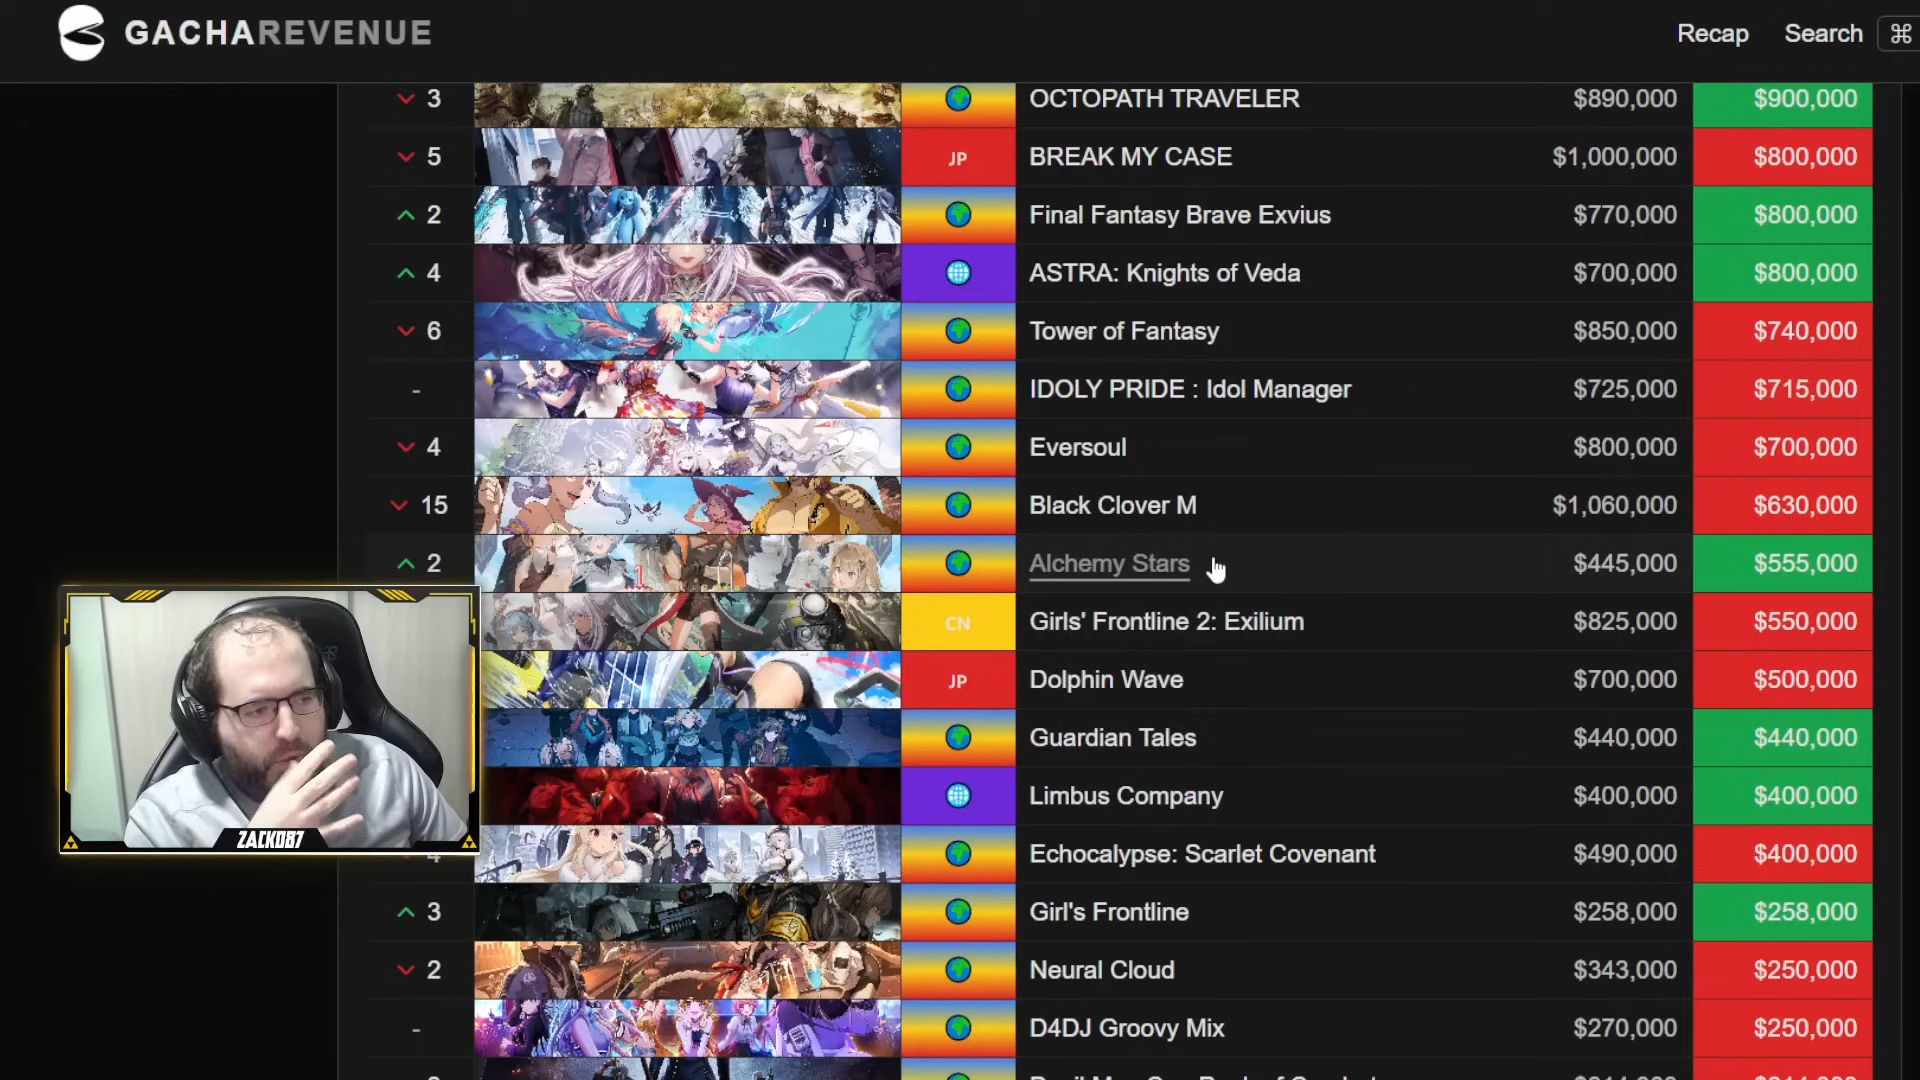 GACHAREVENUE
Recap Search ⌘
3 OCTOPATH TRAVELER $890,000 $900,000
5 JP BREAK MY CASE $1,000,000 $800,000
2 Final Fantasy Brave Exvius $770,000 $800,000
4 ASTRA: Knights of Veda $700,000 $800,000
6 Tower of Fantasy $850,000 $740,000
- IDOLY PRIDE : Idol Manager $725,000 $715,000
4 Eversoul $800,000 $700,000
15 Black Clover M $1,060,000 $630,000
2 Alchemy Stars $445,000 $555,000
CN Girls' Frontline 2: Exilium $825,000 $550,000
JP Dolphin Wave $700,000 $500,000
Guardian Tales $440,000 $440,000
Limbus Company $400,000 $400,000
Echocalypse: Scarlet Covenant $490,000 $400,000
3 Girl's Frontline $258,000 $258,000
2 Neural Cloud $343,000 $250,000
- D4DJ Groovy Mix $270,000 $250,000
ZACK087